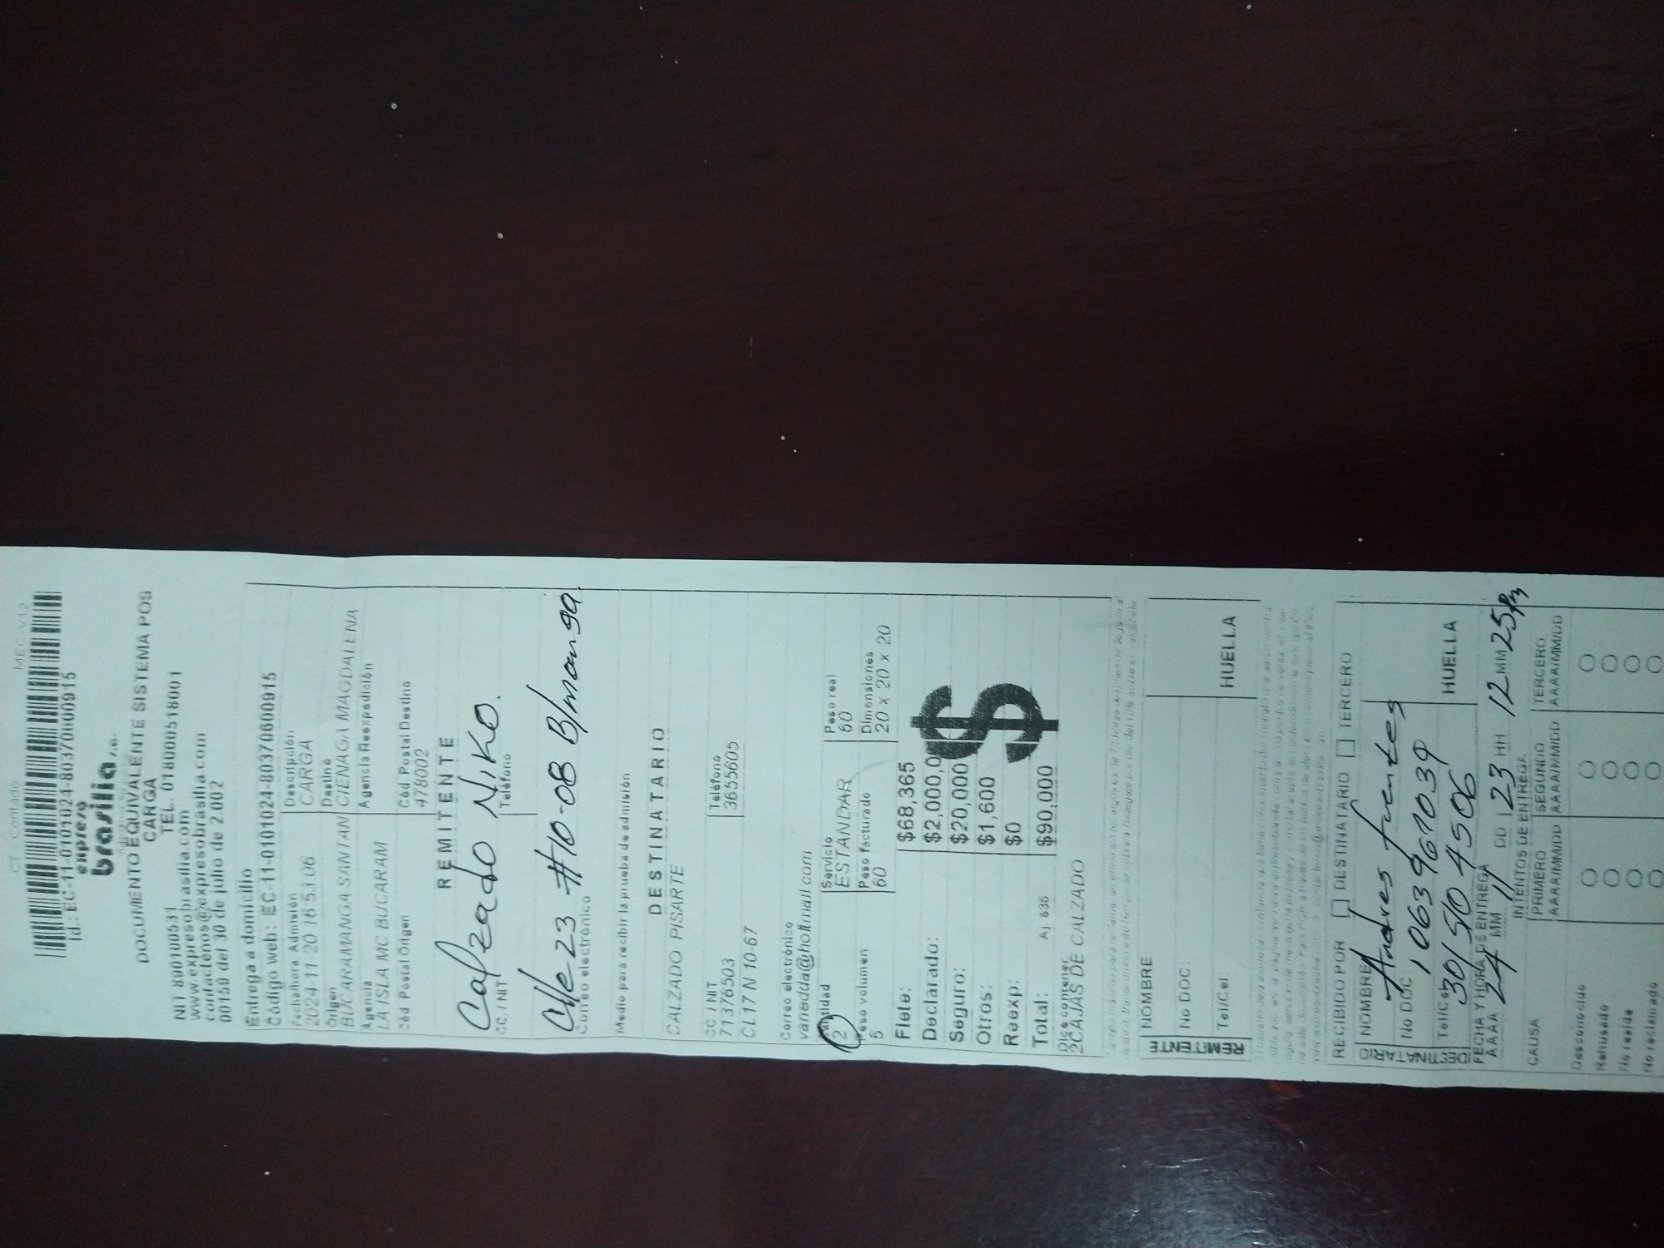 CT - Contado MEC-V12
Id.: EC-11-0101024-80370800915
expreso
brasilia s.a.
DOCUMENTO EQUIVALENTE SISTEMA POS
CARGA
NIT 890100531 TEL. 018000518001
www.expresobrasilia.com
contactenos@expresobrasilia.com
00150 del 30 de julio de 2.002
Entrega a domicilio
Código web: EC-11-0101024-80370800915
Fecha/hora. Admisión Descripción
2024-11-20 16:53:06 CARGA
Origen Destino
BUCARAMANGA SANTAN CIENAGA MAGDALENA
Agencia Agencia Reexpedición
LA ISLA MC BUCARAM
Cód. Postal Origen Cód Postal Destino
478002
REMITENTE
Calzado Niko.
CC. / NIT Teléfono
Clle 23 #10-08 B/manga
Correo electrónico
Medio para recibir la prueba de admisión
DESTINATARIO
CALZADO PISARTE
CC / NIT Teléfono
71376503 3655605
CL 17 N 10-67
Correo electrónico
vanedda@hotmail.com
Cantidad Servicio Peso real
2 ESTANDAR 60
Peso volumen Peso facturado Dimensiones
5 60 20 x 20 x 20
Flete: $68,365
Declarado: $2,000,0
Seguro: $20,000
Otros: $1,600
Reexp: $0
Total: Aj $35 $90,000
$$
Dice contener
2CAJAS DE CALZADO
REMITENTE
NOMBRE
No DOC
Tel/Cel: HUELLA
RECIBIDO POR DESTINATARIO TERCERO
DESTINATARIO
NOMBRE Andres fuentes
No DOC 1063967039
Tel/Cel: 3015104506 HUELLA
FECHA Y HORA DE ENTREGA
AAAA 24 MM 11 DD 23 HH 12 MM 25 Pm
INTENTOS DE ENTREGA
CAUSA PRIMERO SEGUNDO TERCERO
AAAA/MM/DD AAAA/MM/DD AAAA/MM/DD
Desconocido
Rehusado
No reside
No reclamado